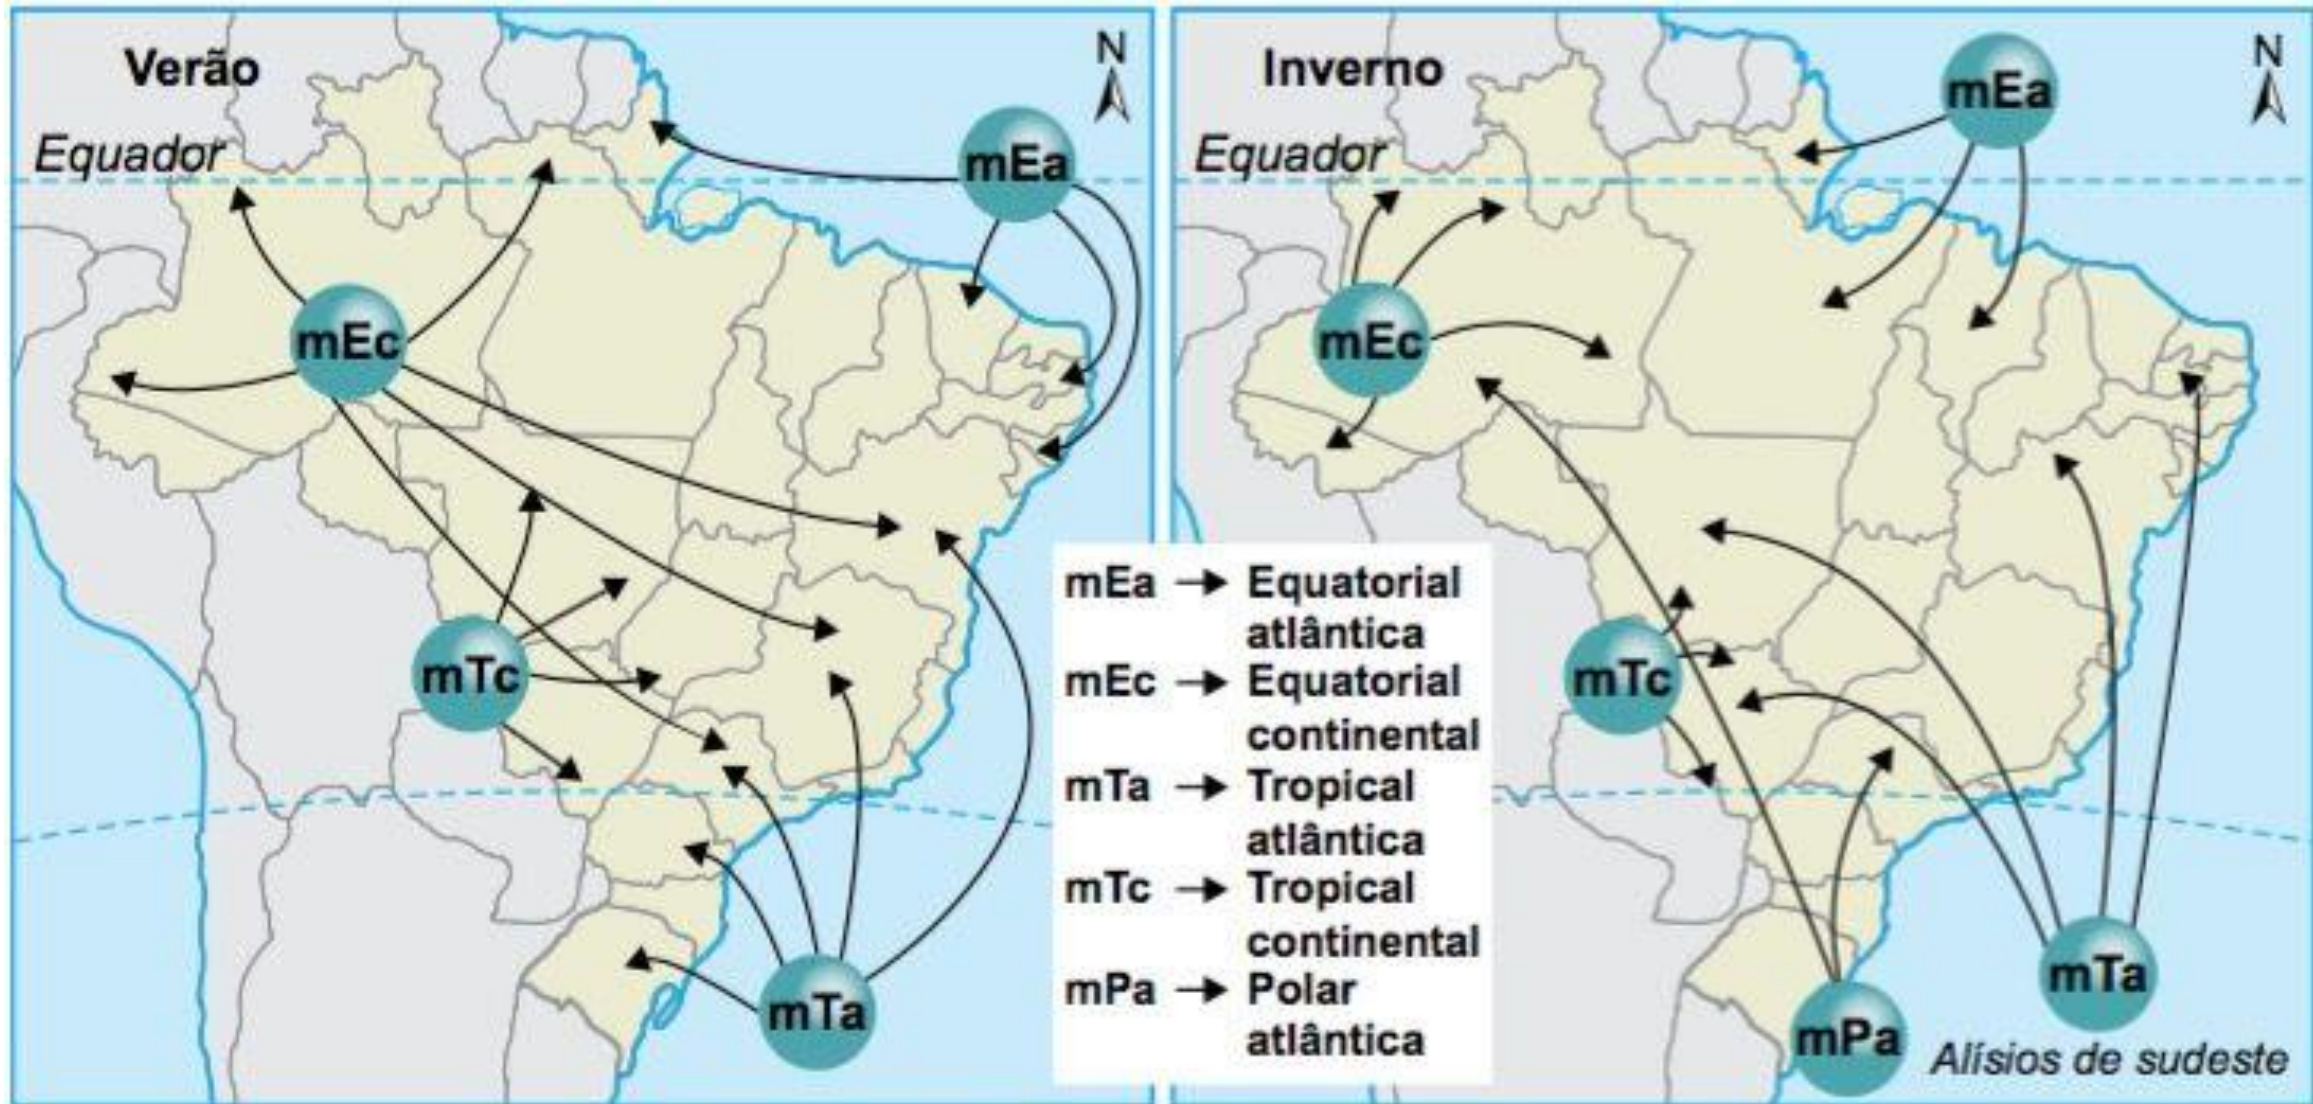 Verão
N
Equador
mEa
mEc
mTc
mTa
Inverno
N
Equador
mEa
mEc
mTc
mTa
mPa
Alísios de sudeste
mEa → Equatorial
atlântica
mEc → Equatorial
continental
mTa → Tropical
atlântica
mTc → Tropical
continental
mPa → Polar
atlântica